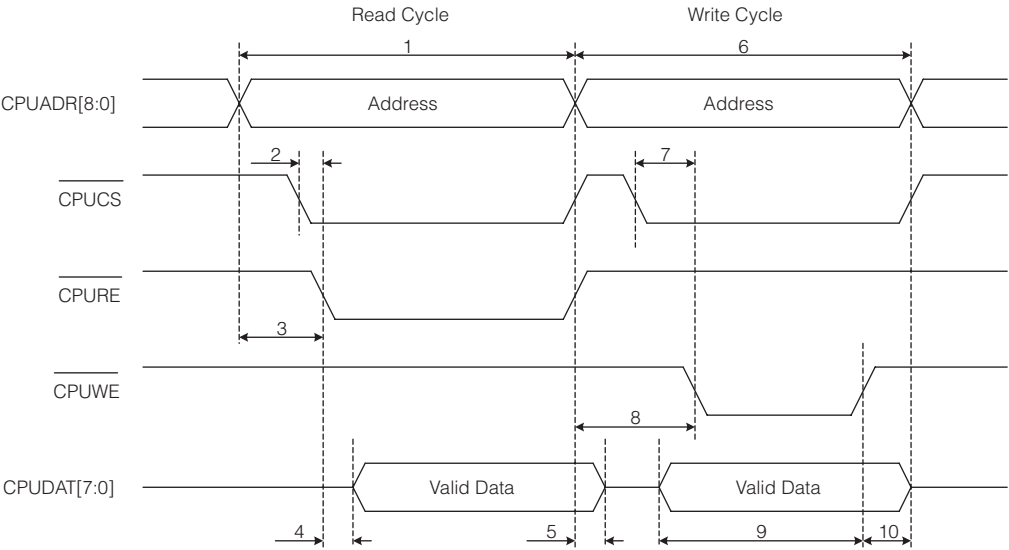 Read Cycle Write Cycle
1 6
CPUADR[8:0] Address Address
2 7
CPUCS
CPURE
3
CPUWE
8
CPUDAT[7:0] Valid Data Valid Data
4 5 9 10